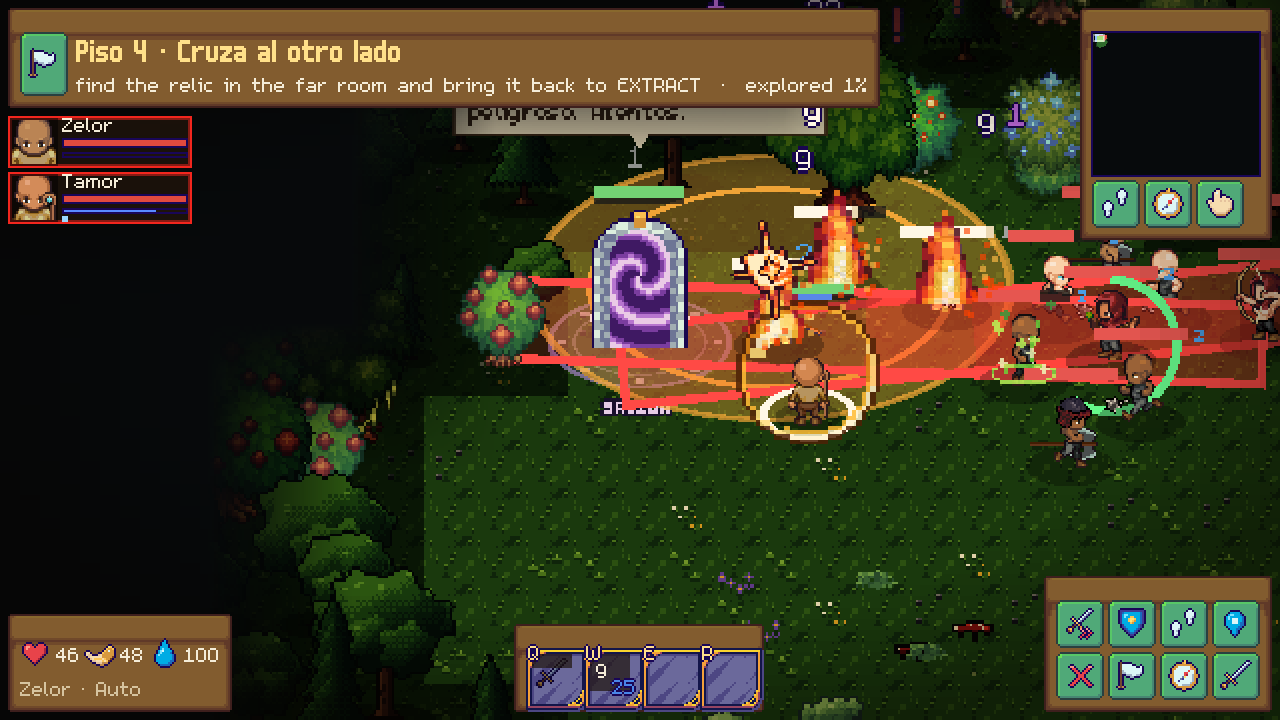 Piso 4 · Cruza al otro lado
find the relic in the far room and bring it back to EXTRACT · explored 1%
Zelor
Tamor
46 48 100
Zelor · Auto
Q W E R
9
25